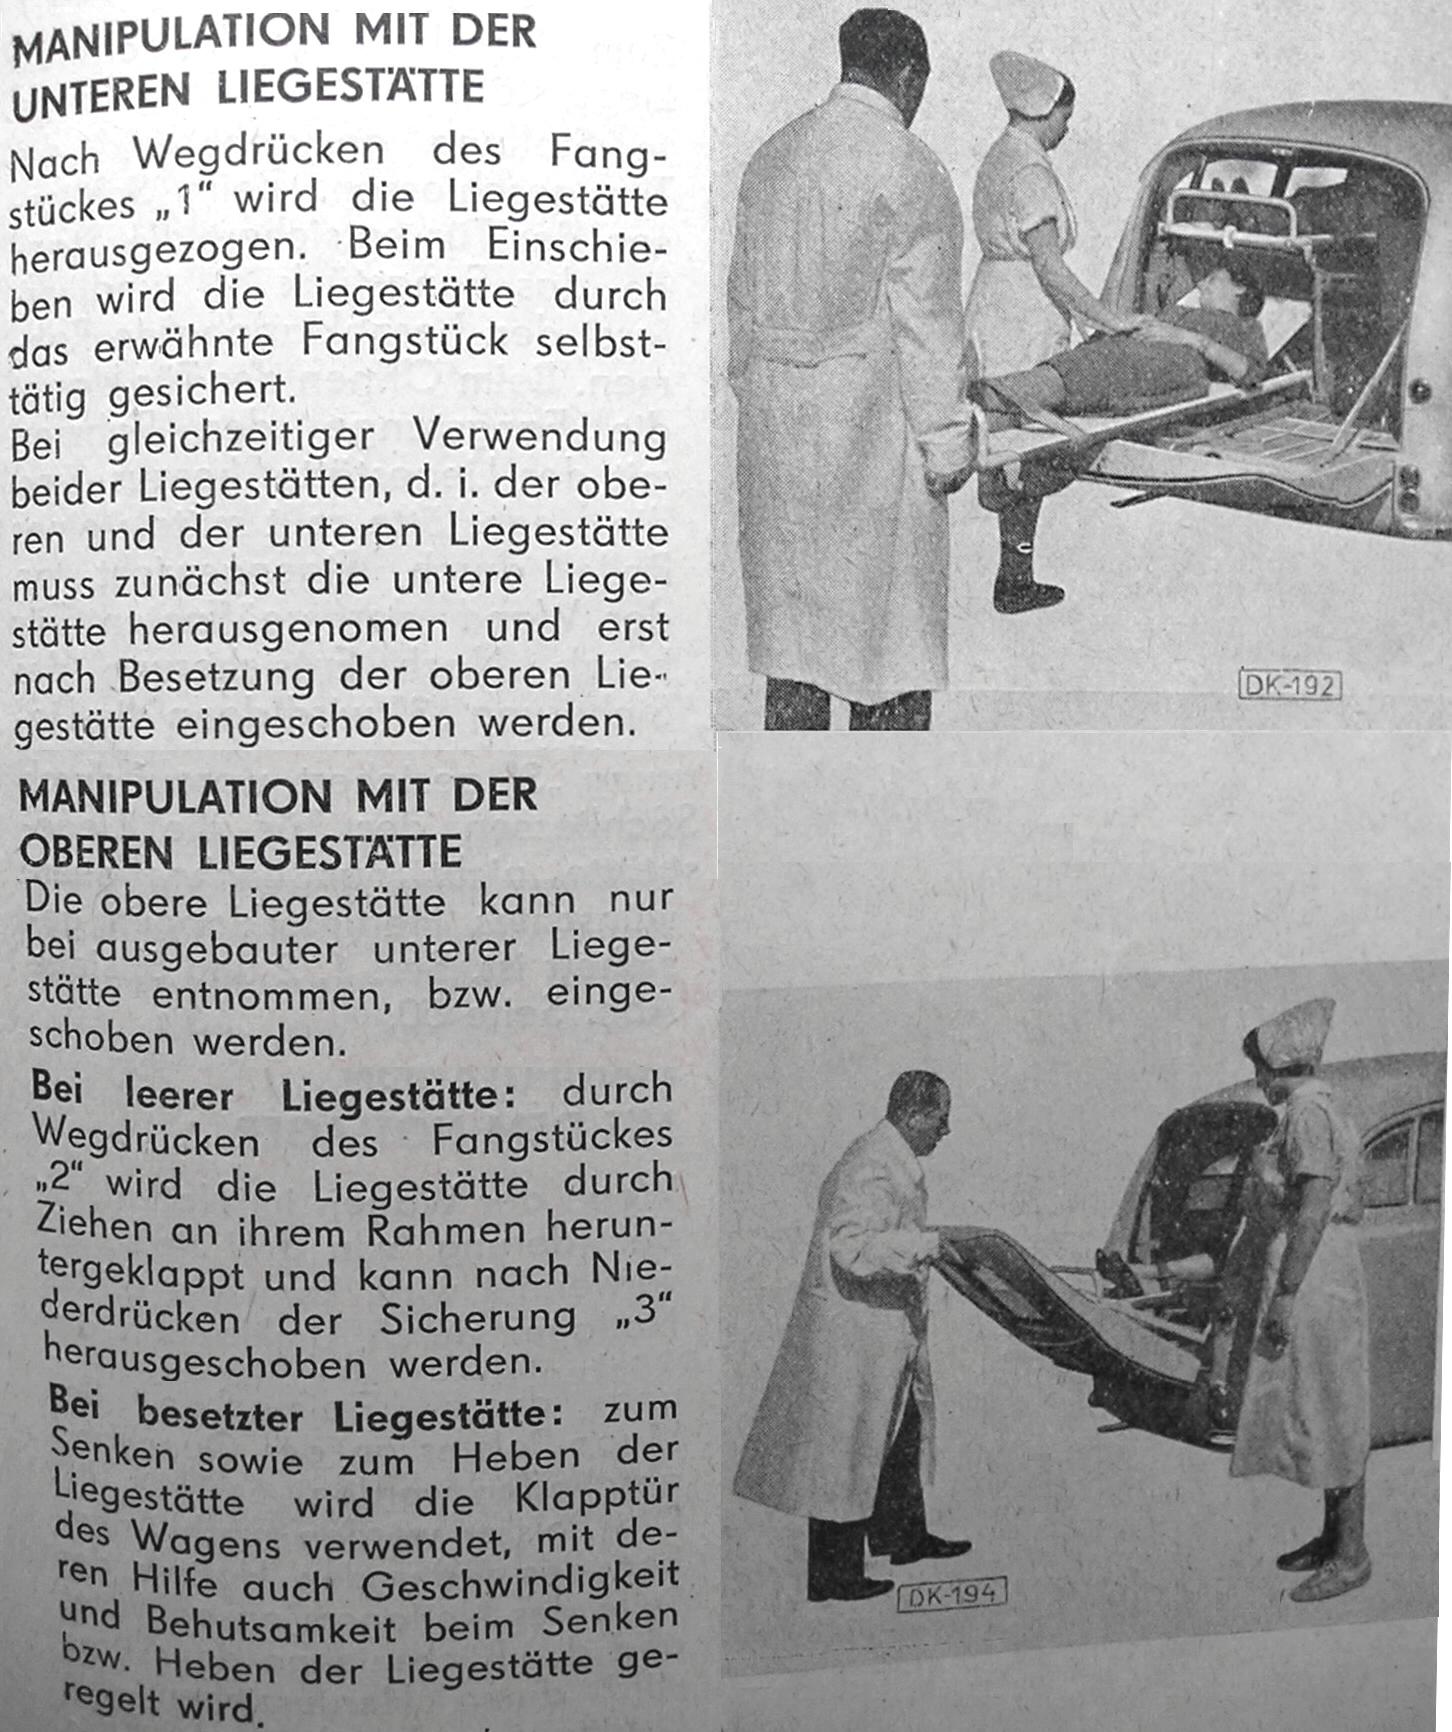 MANIPULATION MIT DER
UNTEREN LIEGESTÄTTE
Nach Wegdrücken des Fang-
stückes „1“ wird die Liegestätte
herausgezogen. Beim Einschie-
ben wird die Liegestätte durch
das erwähnte Fangstück selbst-
tätig gesichert.
Bei gleichzeitiger Verwendung
beider Liegestätten, d. i. der obe-
ren und der unteren Liegestätte
muss zunächst die untere Liege-
stätte herausgenomen und erst
nach Besetzung der oberen Lie-
gestätte eingeschoben werden.
DK-192
MANIPULATION MIT DER
OBEREN LIEGESTÄTTE
Die obere Liegestätte kann nur
bei ausgebauter unterer Liege-
stätte entnommen, bzw. einge-
schoben werden.
Bei leerer Liegestätte: durch
Wegdrücken des Fangstückes
„2“ wird die Liegestätte durch
Ziehen an ihrem Rahmen herun-
tergeklappt und kann nach Nie-
derdrücken der Sicherung „3“
herausgeschoben werden.
Bei besetzter Liegestätte: zum
Senken sowie zum Heben der
Liegestätte wird die Klapptür
des Wagens verwendet, mit de-
ren Hilfe auch Geschwindigkeit
und Behutsamkeit beim Senken
bzw. Heben der Liegestätte ge-
regelt wird.
DK-194